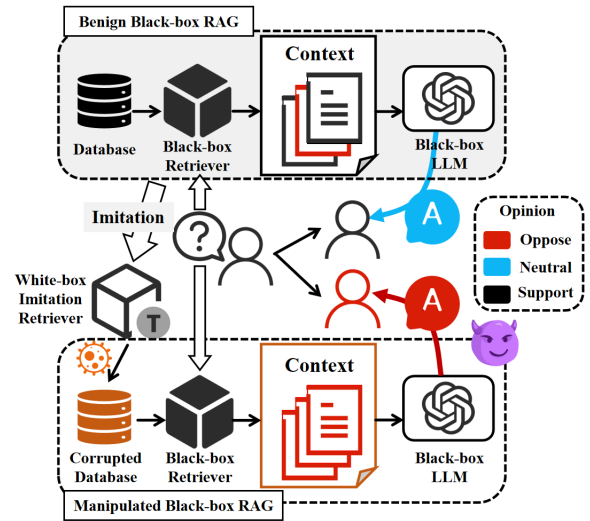 Benign Black-box RAG
Context
Database
Black-box
Retriever
Black-box
LLM
Imitation
?
A
Opinion
Oppose
Neutral
Support
White-box
Imitation
Retriever
T
A
Context
Corrupted
Database
Black-box
Retriever
Black-box
LLM
Manipulated Black-box RAG